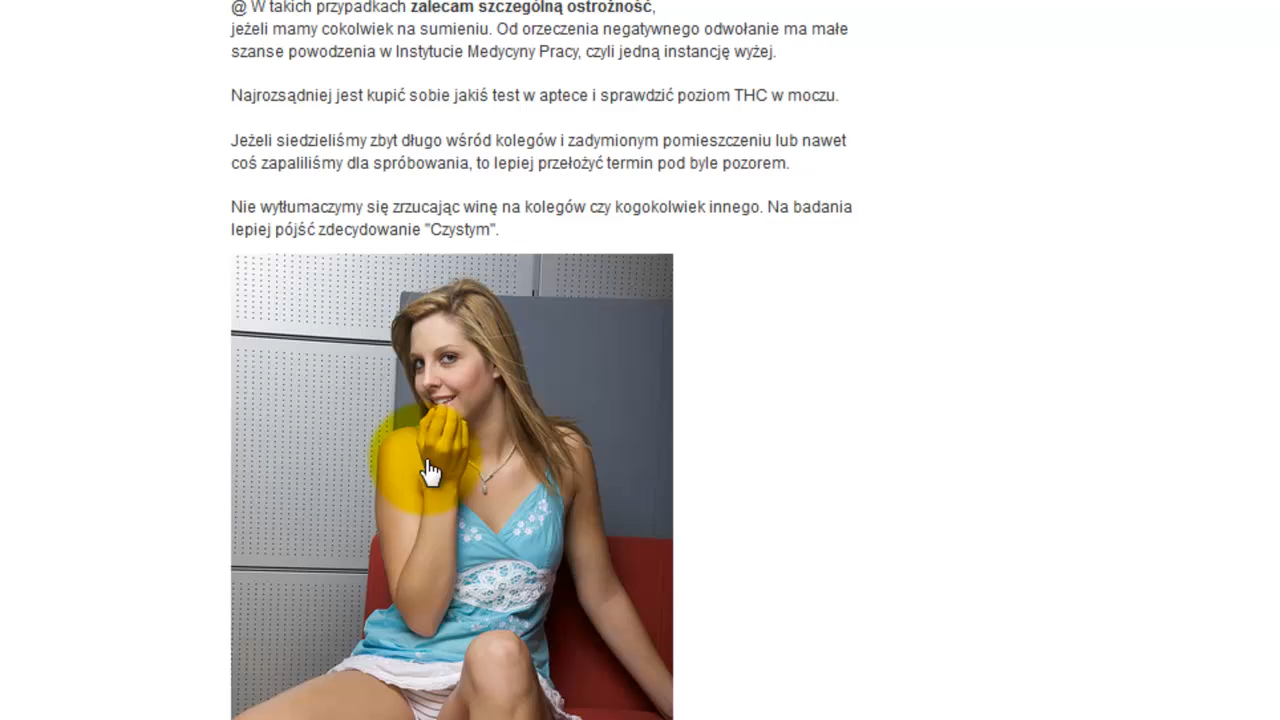 @ W takich przypadkach zalecam szczególną ostrożność,
jeżeli mamy cokolwiek na sumieniu. Od orzeczenia negatywnego odwołanie ma małe
szanse powodzenia w Instytucie Medycyny Pracy, czyli jedną instancję wyżej.
Najrozsądniej jest kupić sobie jakiś test w aptece i sprawdzić poziom THC w moczu.
Jeżeli siedzieliśmy zbyt długo wśród kolegów i zadymionym pomieszczeniu lub nawet
coś zapaliliśmy dla spróbowania, to lepiej przełożyć termin pod byle pozorem.
Nie wytłumaczymy się zrzucając winę na kolegów czy kogokolwiek innego. Na badania
lepiej pójść zdecydowanie "Czystym".